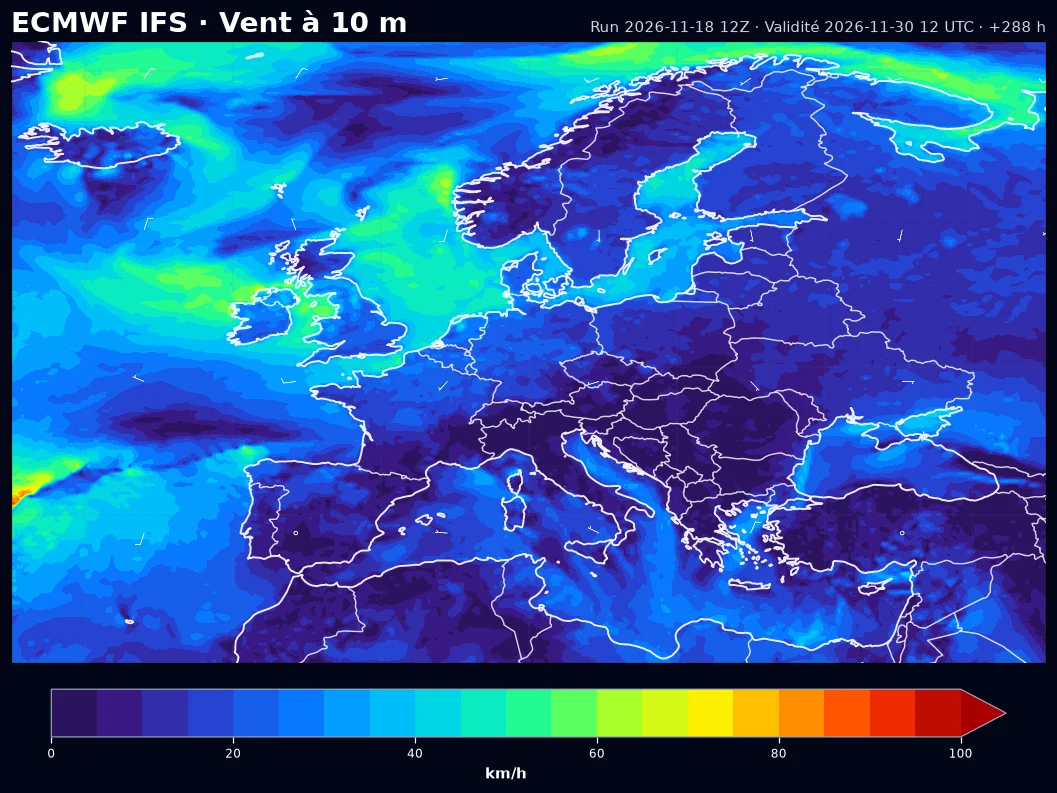 ECMWF IFS · Vent à 10 m
Run 2026-11-18 12Z · Validité 2026-11-30 12 UTC · +288 h
0 20 40 60 80 100
km/h